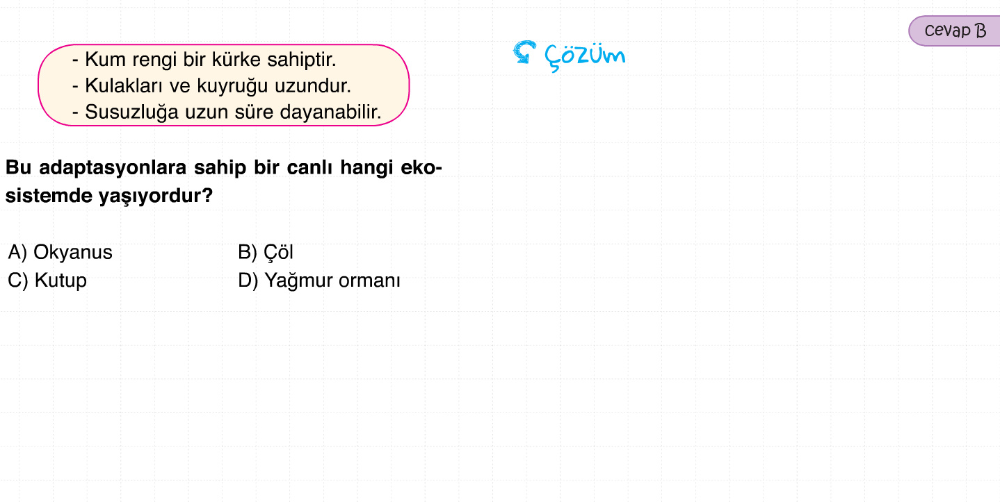 - Kum rengi bir kürke sahiptir.
- Kulakları ve kuyruğu uzundur.
- Susuzluğa uzun süre dayanabilir.
Bu adaptasyonlara sahip bir canlı hangi eko-
sistemde yaşıyordur?
A) Okyanus B) Çöl
C) Kutup D) Yağmur ormanı
Çözüm
Cevap B